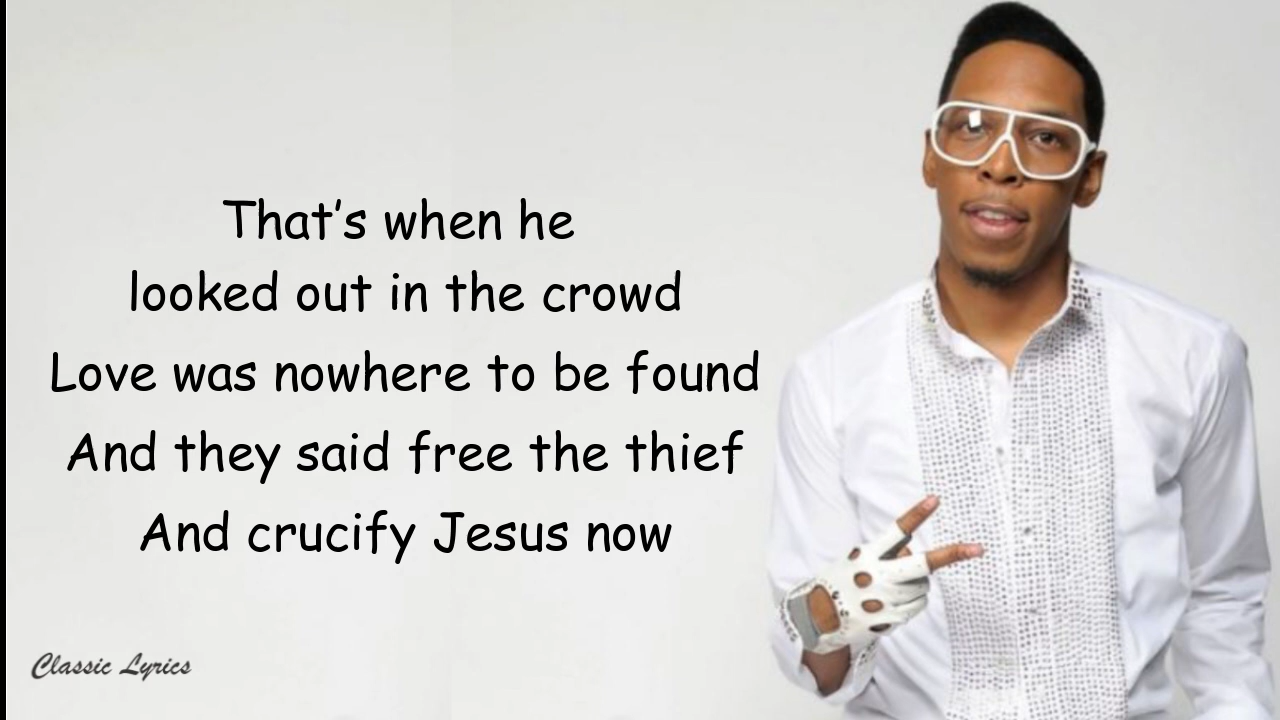 That's when he
looked out in the crowd
Love was nowhere to be found
And they said free the thief
And crucify Jesus now
Classic Lyrics